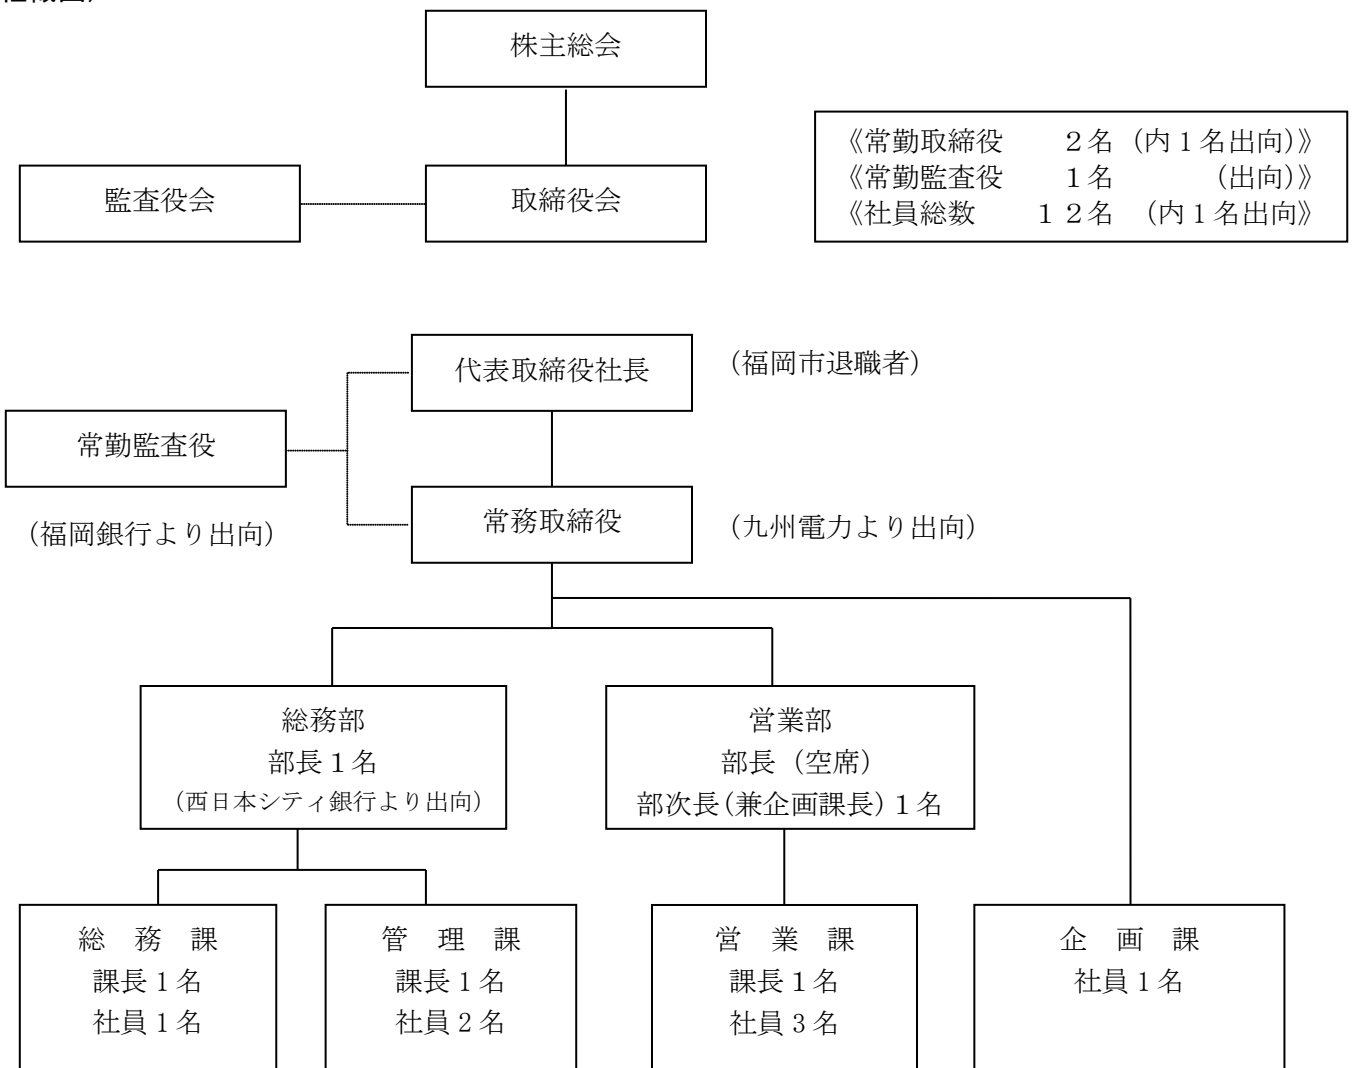 株主総会
監査役会
取締役会
《常勤取締役　２名（内１名出向）》
《常勤監査役　１名　（出向）》
《社員総数　１２名　（内１名出向》
代表取締役社長
（福岡市退職者）
常勤監査役
（福岡銀行より出向）
常務取締役
（九州電力より出向）
総務部
部長１名
（西日本シティ銀行より出向）
営業部
部長（空席）
部次長（兼企画課長）１名
総　務　課
課長１名
社員１名
管　理　課
課長１名
社員２名
営　業　課
課長１名
社員３名
企　画　課
社員１名